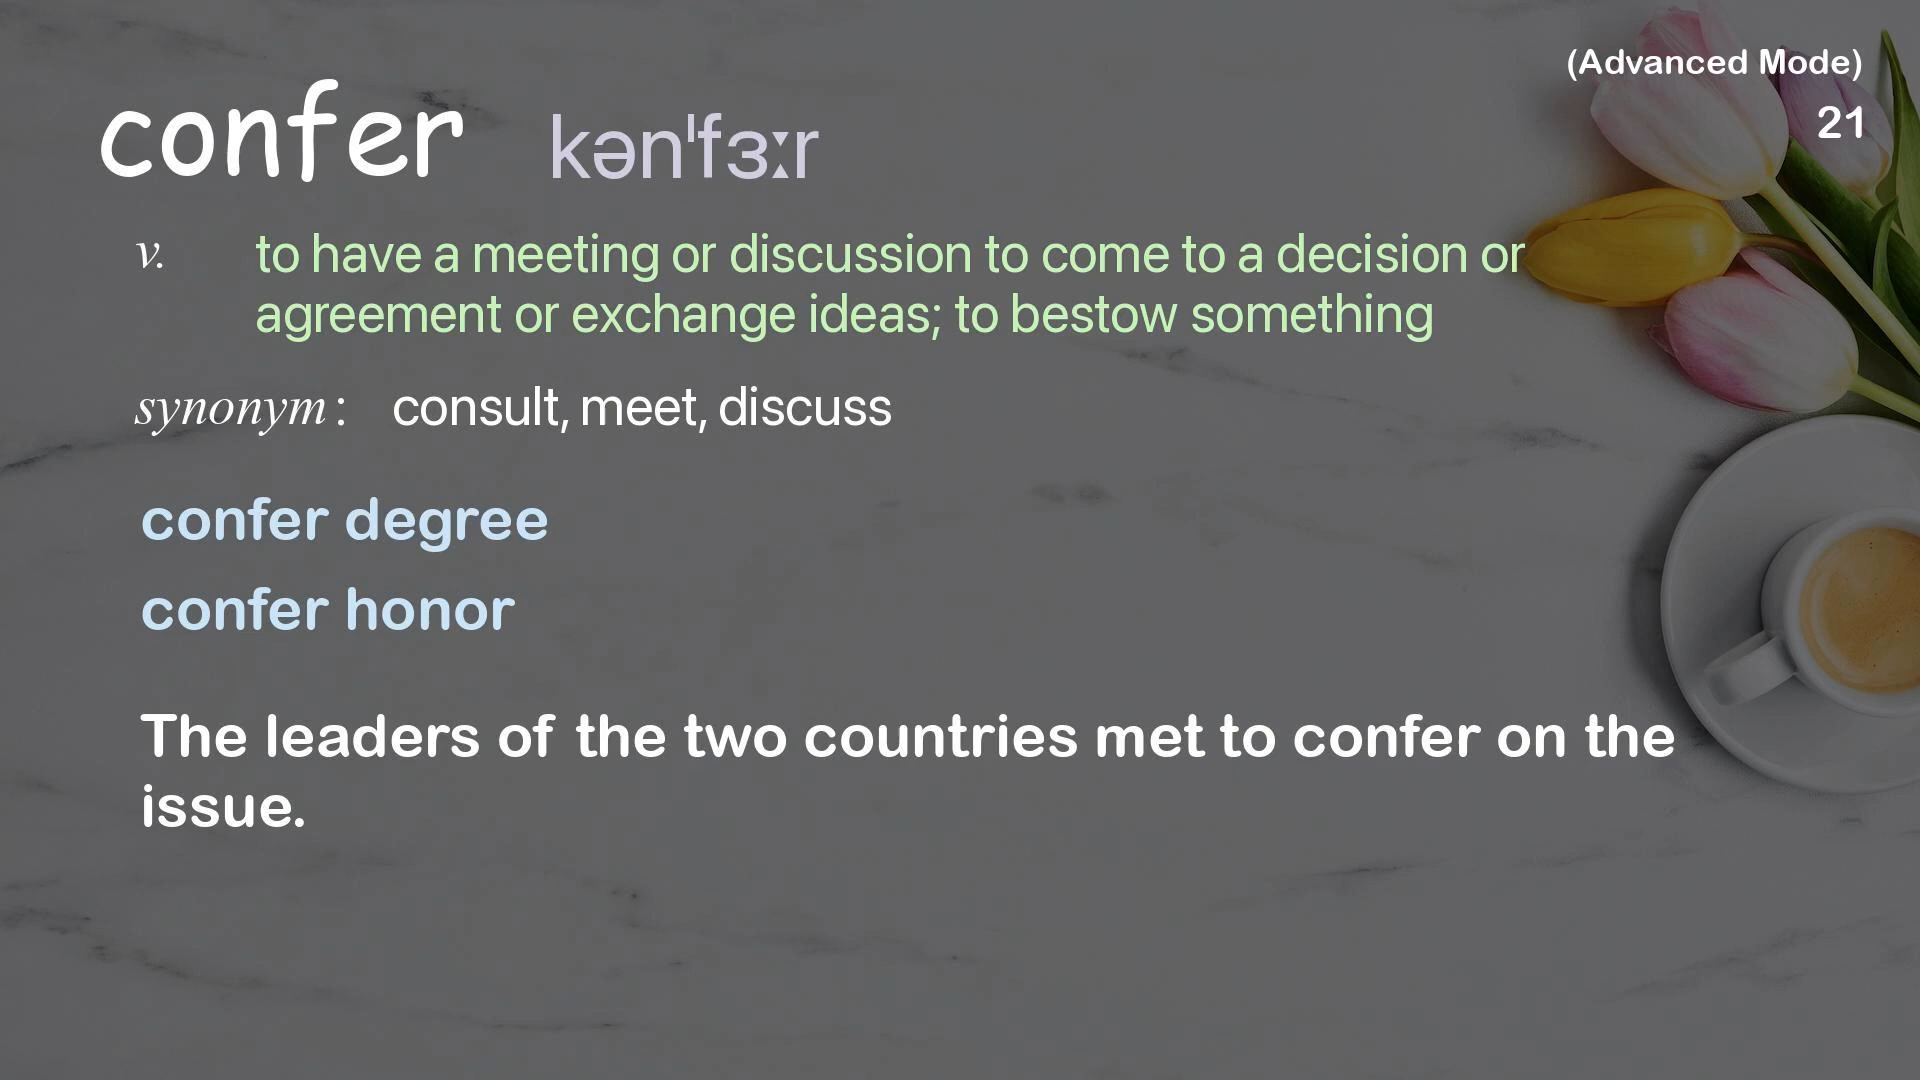 (Advanced Mode)
21
confer kənˈfɜːr
v. to have a meeting or discussion to come to a decision or
agreement or exchange ideas; to bestow something
synonym: consult, meet, discuss
confer degree
confer honor
The leaders of the two countries met to confer on the
issue.